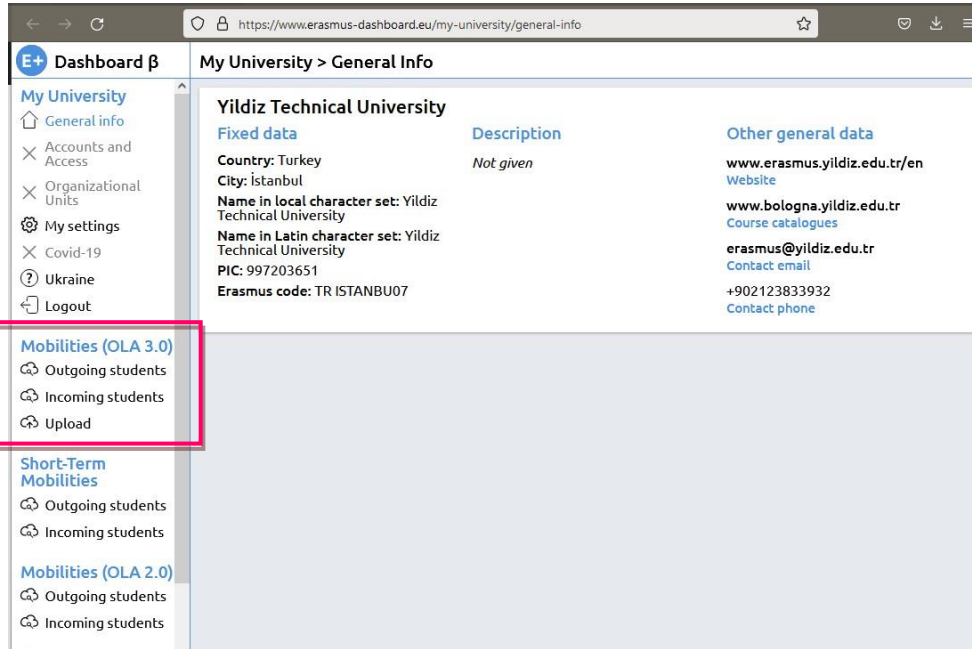 https://www.erasmus-dashboard.eu/my-university/general-info
E+ Dashboard β
My University > General Info
My University
General info
Accounts and
Access
Organizational
Units
My settings
Covid-19
? Ukraine
Logout
Mobilities (OLA 3.0)
Outgoing students
Incoming students
Upload
Short-Term
Mobilities
Outgoing students
Incoming students
Mobilities (OLA 2.0)
Outgoing students
Incoming students
Yildiz Technical University
Fixed data
Country: Turkey
City: İstanbul
Name in local character set: Yildiz
Technical University
Name in Latin character set: Yildiz
Technical University
PIC: 997203651
Erasmus code: TR ISTANBU07
Description
Not given
Other general data
www.erasmus.yildiz.edu.tr/en
Website
www.bologna.yildiz.edu.tr
Course catalogues
erasmus@yildiz.edu.tr
Contact email
+902123833932
Contact phone